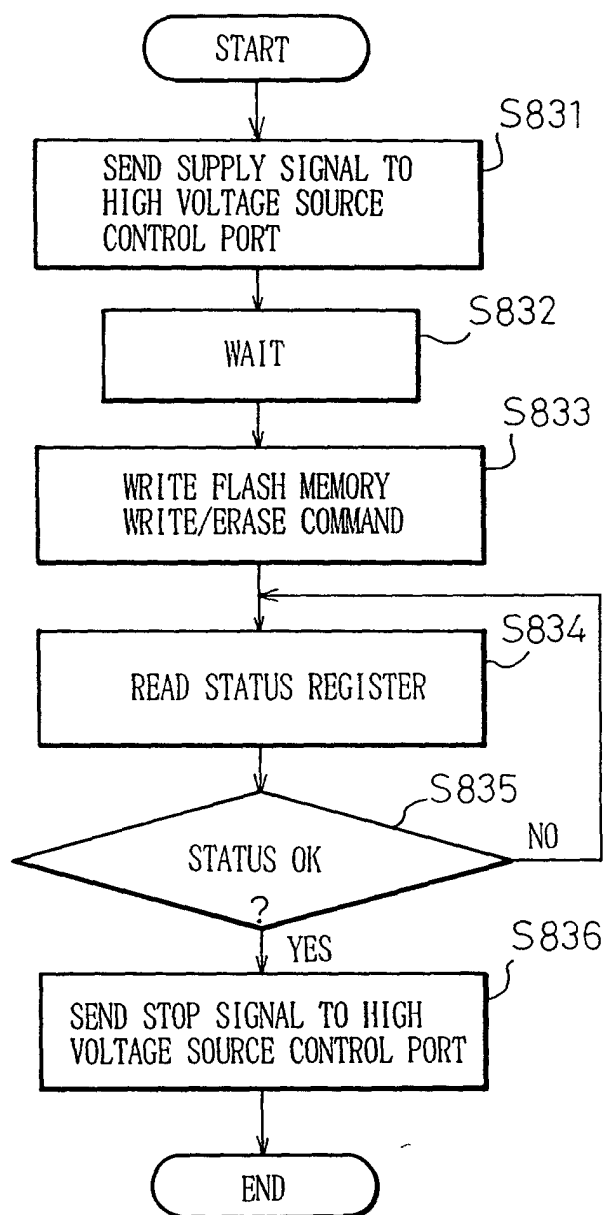 START
S831
SEND SUPPLY SIGNAL TO
HIGH VOLTAGE SOURCE
CONTROL PORT
S832
WAIT
S833
WRITE FLASH MEMORY
WRITE/ERASE COMMAND
S834
READ STATUS REGISTER
S835
STATUS OK
?
NO
YES
S836
SEND STOP SIGNAL TO HIGH
VOLTAGE SOURCE CONTROL PORT
END